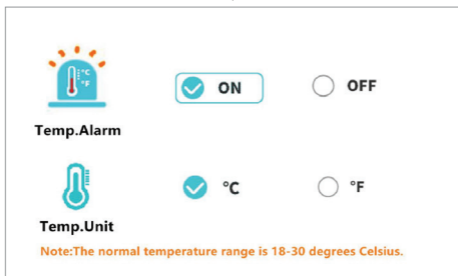 °C
°F
ON OFF
Temp.Alarm
°C °F
Temp.Unit
Note:The normal temperature range is 18-30 degrees Celsius.